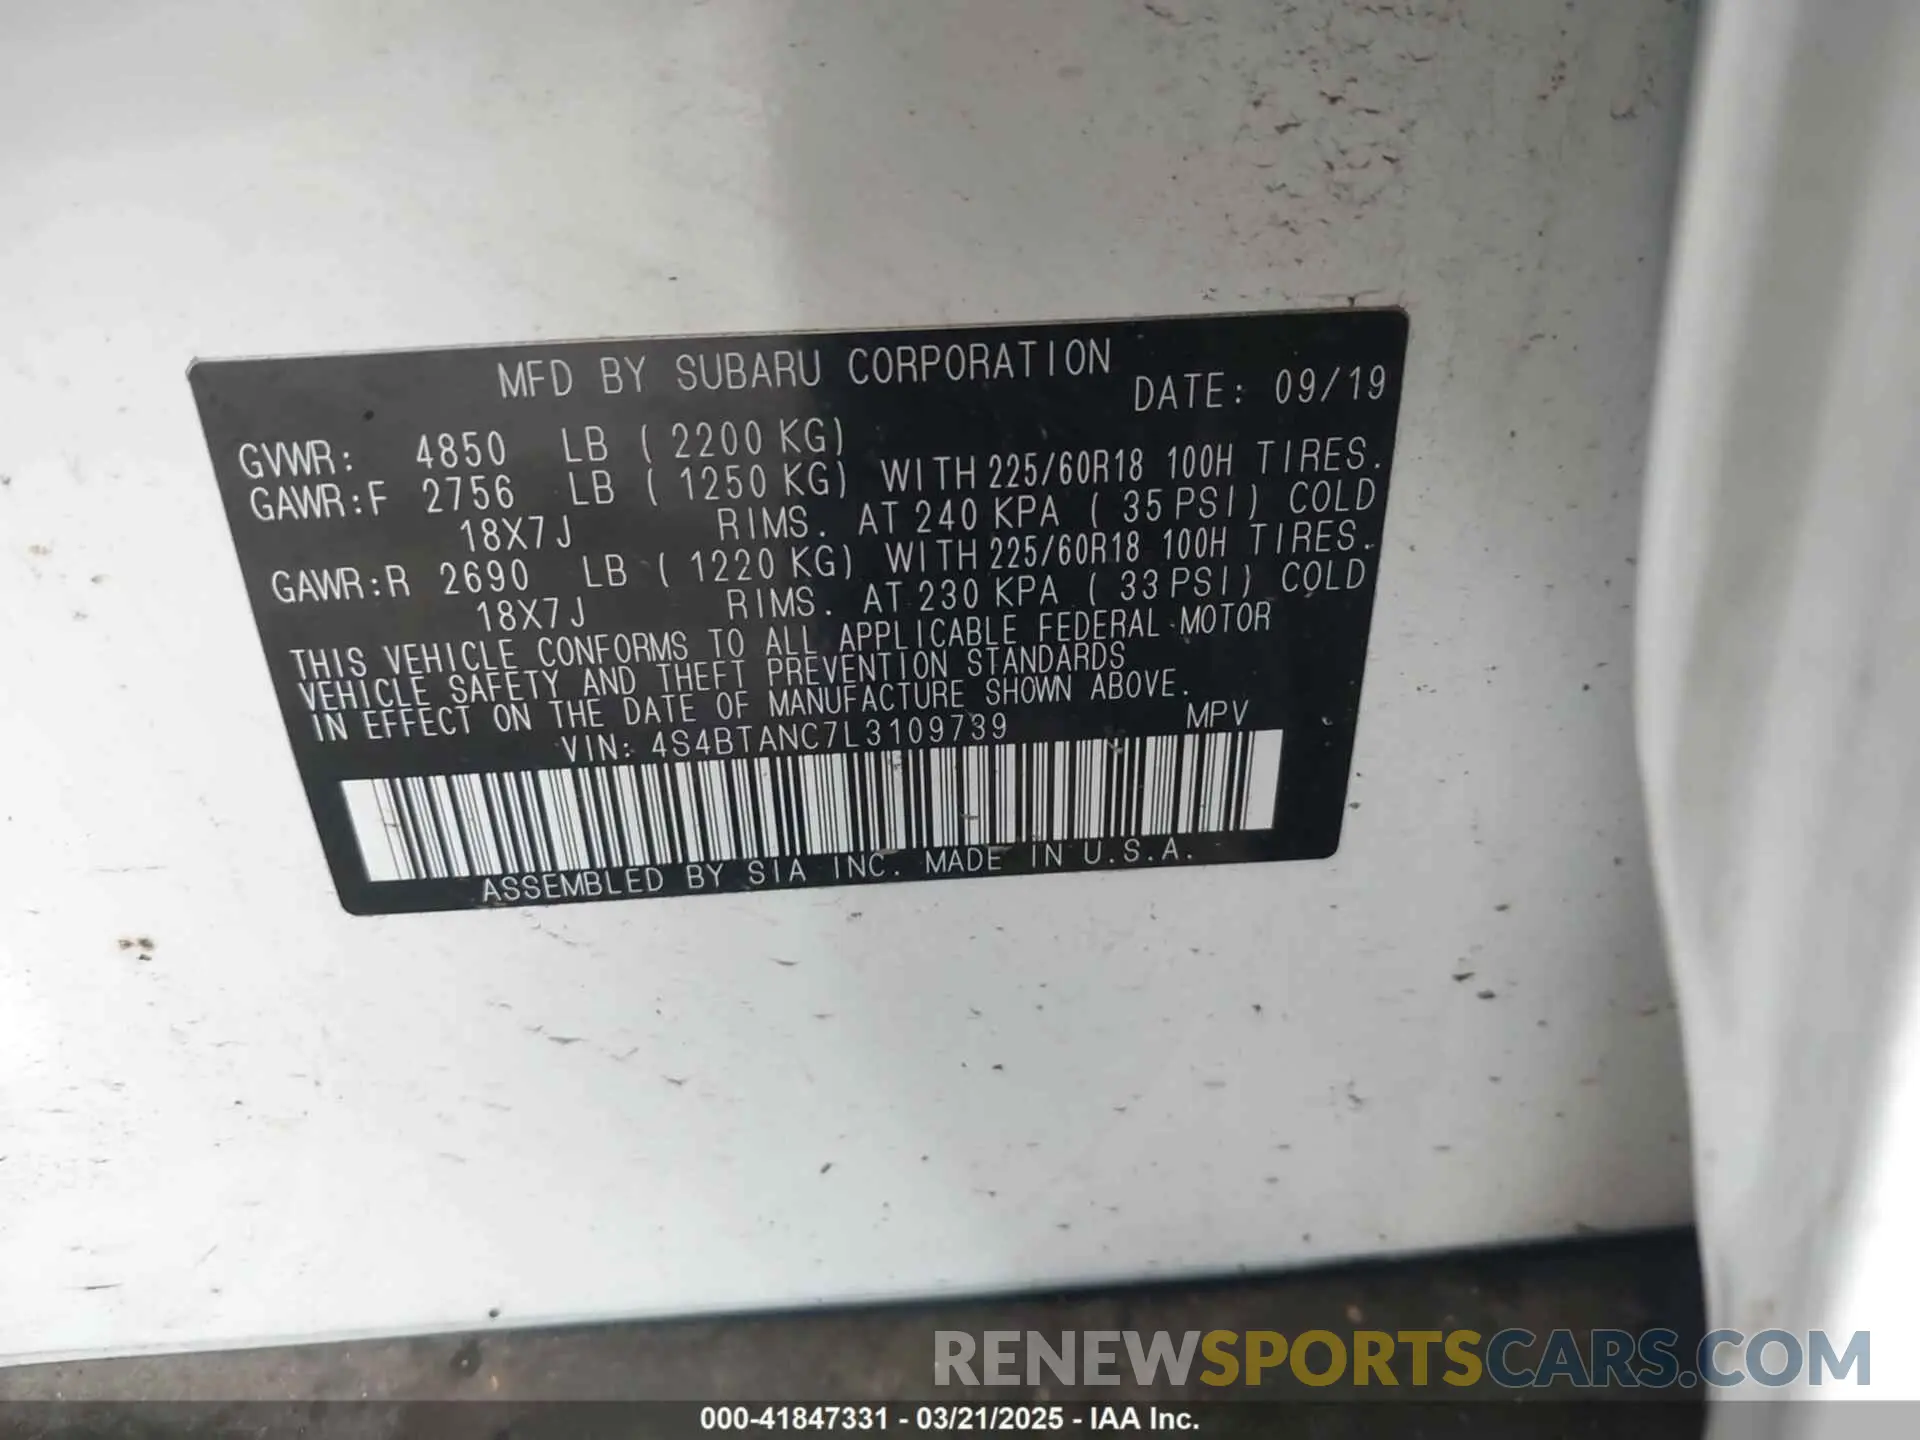 MFD BY SUBARU CORPORATION
DATE: 09/19
GVWR: 4850 LB ( 2200 KG)
GAWR:F 2756 LB ( 1250 KG) WITH 225/60R18 100H TIRES.
18X7J RIMS. AT 240 KPA ( 35 PSI) COLD
GAWR:R 2690 LB ( 1220 KG) WITH 225/60R18 100H TIRES.
18X7J RIMS. AT 230 KPA ( 33 PSI) COLD
THIS VEHICLE CONFORMS TO ALL APPLICABLE FEDERAL MOTOR
VEHICLE SAFETY AND THEFT PREVENTION STANDARDS
IN EFFECT ON THE DATE OF MANUFACTURE SHOWN ABOVE.
VIN: 4S4BTANC7L3109739 MPV
ASSEMBLED BY SIA INC. MADE IN U.S.A.
RENEWSPORTSCARS.COM
000-41847331 - 03/21/2025 - IAA Inc.